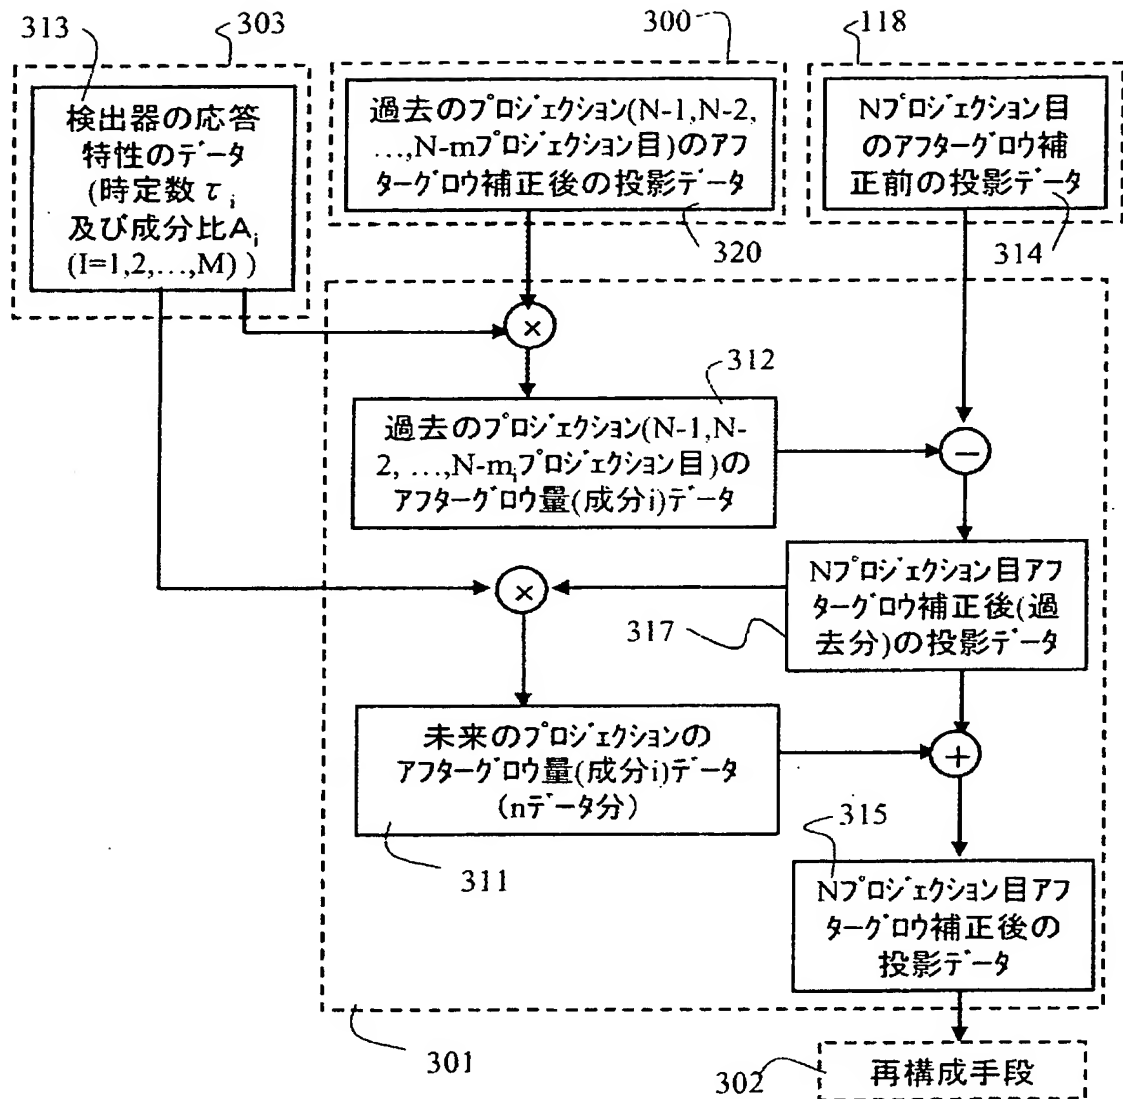 313
303
300
118
検出器の応答
特性のデータ
(時定数τi
及び成分比Ai
(I=1,2,…,M) )
過去のプロジェクション(N-1,N-2,
…,N-mプロジェクション目)のアフ
ターグロウ補正後の投影データ
320
Nプロジェクション目
のアフターグロウ補
正前の投影データ
314
×
312
過去のプロジェクション(N-1,N-
2, …,N-miプロジェクション目)の
アフターグロウ量(成分i)データ
−
×
Nプロジェクション目アフ
ターグロウ補正後(過
去分)の投影データ
317
未来のプロジェクションの
アフターグロウ量(成分i)データ
(nデータ分)
311
+
315
Nプロジェクション目アフ
ターグロウ補正後の
投影データ
301
302
再構成手段